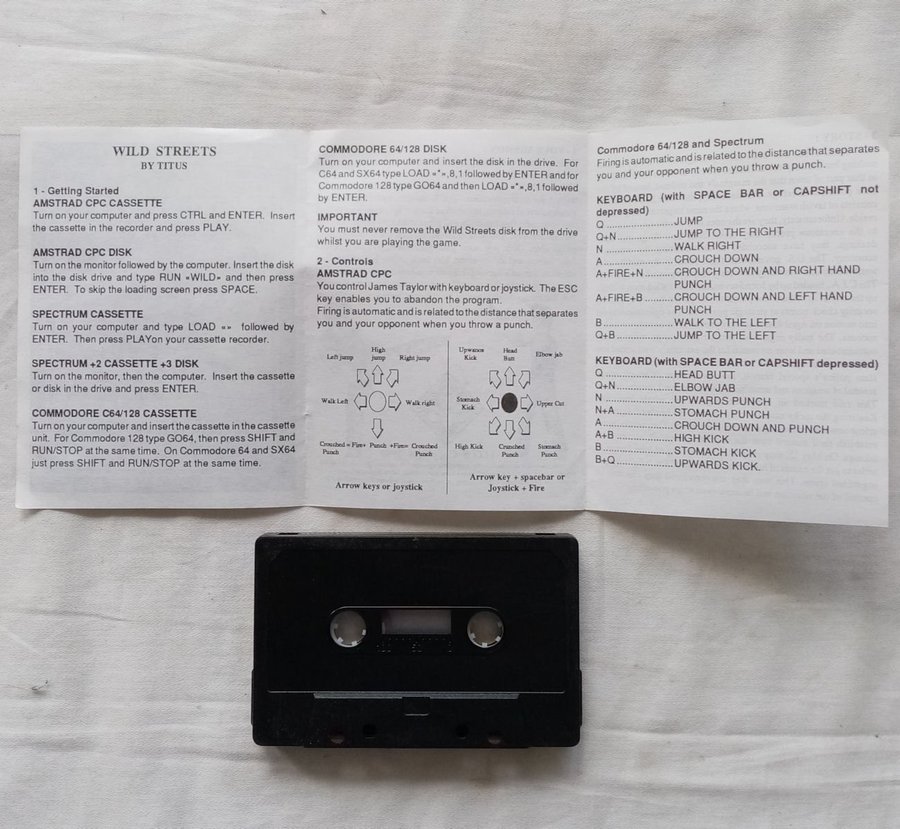 WILD STREETS
BY TITUS
1 - Getting Started
AMSTRAD CPC CASSETTE
Turn on your computer and press CTRL and ENTER. Insert
the cassette in the recorder and press PLAY.
AMSTRAD CPC DISK
Turn on the monitor followed by the computer. Insert the disk
into the disk drive and type RUN «WILD» and then press
ENTER. To skip the loading screen press SPACE.
SPECTRUM CASSETTE
Turn on your computer and type LOAD «» followed by
ENTER. Then press PLAYon your cassette recorder.
SPECTRUM +2 CASSETTE +3 DISK
Turn on the monitor, then the computer. Insert the cassette
or disk in the drive and press ENTER.
COMMODORE C64/128 CASSETTE
Turn on your computer and insert the cassette in the cassette
unit. For Commodore 128 type GO64, then press SHIFT and
RUN/STOP at the same time. On Commodore 64 and SX64
just press SHIFT and RUN/STOP at the same time.
COMMODORE 64/128 DISK
Turn on your computer and insert the disk in the drive. For
C64 and SX64 type LOAD «*»,8,1 followed by ENTER and for
Commodore 128 type GO64 and then LOAD «*»,8,1 followed
by ENTER.
IMPORTANT
You must never remove the Wild Streets disk from the drive
whilst you are playing the game.
2 - Controls
AMSTRAD CPC
You control James Taylor with keyboard or joystick. The ESC
key enables you to abandon the program.
Firing is automatic and is related to the distance that separates
you and your opponent when you throw a punch.
Left jump High jump Right jump
Walk Left Walk right
Crouched = Fire+ Punch +Fire= Crouched
Punch Punch
Arrow keys or joystick
Upwards Kick Head Butt Elbow jab
Stomach Kick Upper Cut
High Kick Crunched Punch Stomach Punch
Arrow key + spacebar or
Joystick + Fire
Commodore 64/128 and Spectrum
Firing is automatic and is related to the distance that separates
you and your opponent when you throw a punch.
KEYBOARD (with SPACE BAR or CAPSHIFT not
depressed)
Q ..................... JUMP
Q+N ................. JUMP TO THE RIGHT
N ..................... WALK RIGHT
A ..................... CROUCH DOWN
A+FIRE+N ........ CROUCH DOWN AND RIGHT HAND
PUNCH
A+FIRE+B ........ CROUCH DOWN AND LEFT HAND
PUNCH
B ..................... WALK TO THE LEFT
Q+B ................. JUMP TO THE LEFT
KEYBOARD (with SPACE BAR or CAPSHIFT depressed)
Q ..................... HEAD BUTT
Q+N ................. ELBOW JAB
N ..................... UPWARDS PUNCH
N+A ................. STOMACH PUNCH
A ..................... CROUCH DOWN AND PUNCH
A+B ................. HIGH KICK
B ..................... STOMACH KICK
B+Q ................. UPWARDS KICK.